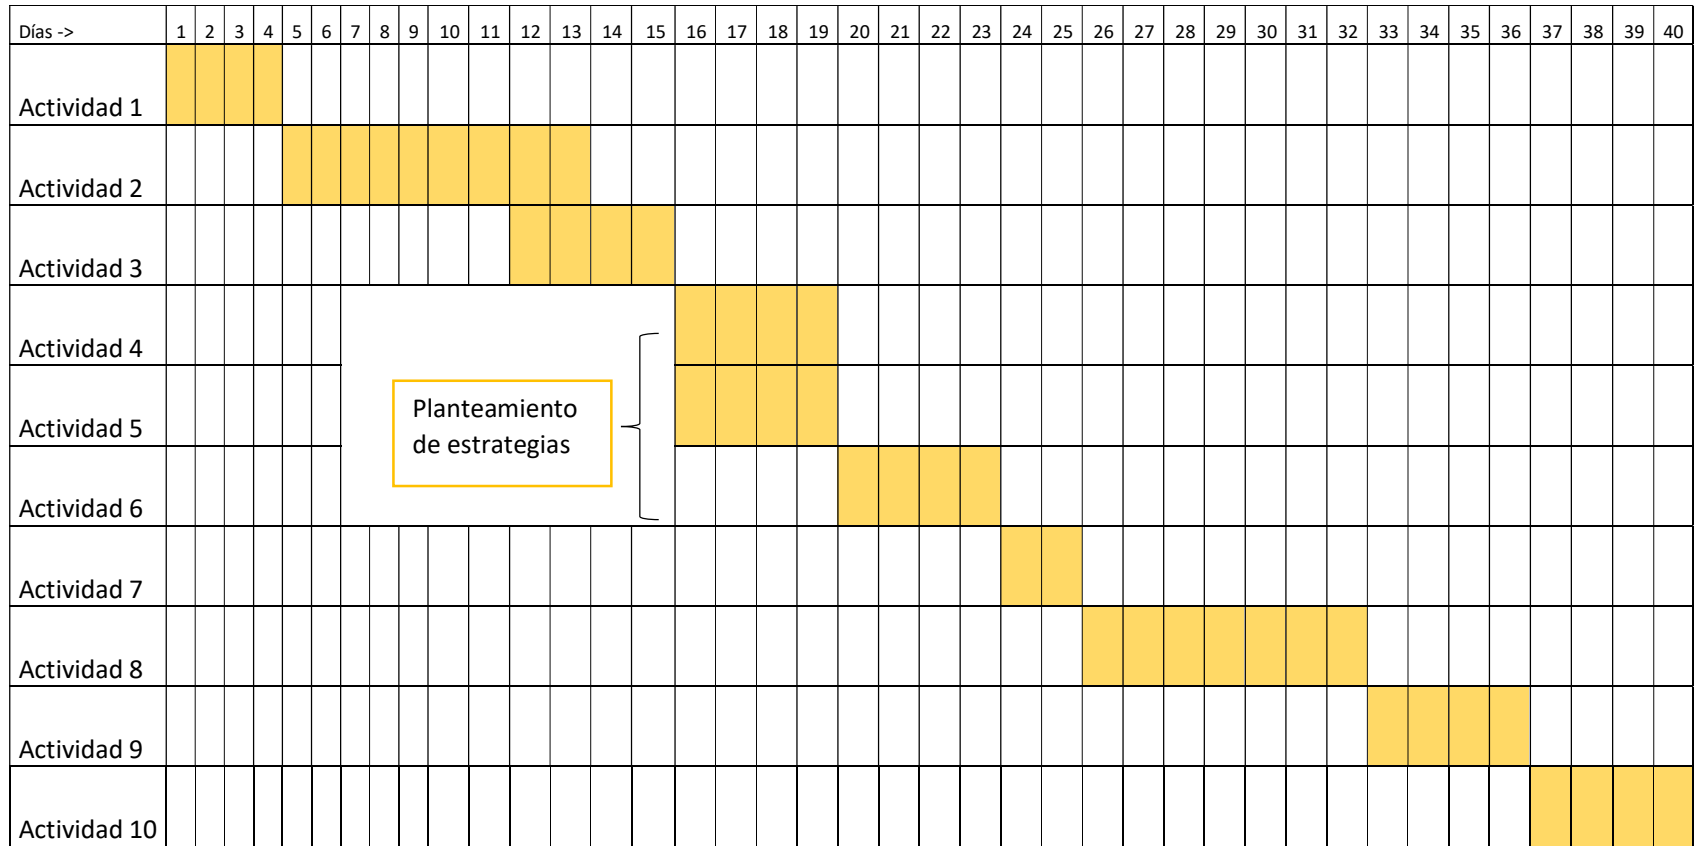 Días -> 1 2 3 4 5 6 7 8 9 10 11 12 13 14 15 16 17 18 19 20 21 22 23 24 25 26 27 28 29 30 31 32 33 34 35 36 37 38 39 40
Actividad 1
Actividad 2
Actividad 3
Actividad 4
Actividad 5
Planteamiento
de estrategias
Actividad 6
Actividad 7
Actividad 8
Actividad 9
Actividad 10